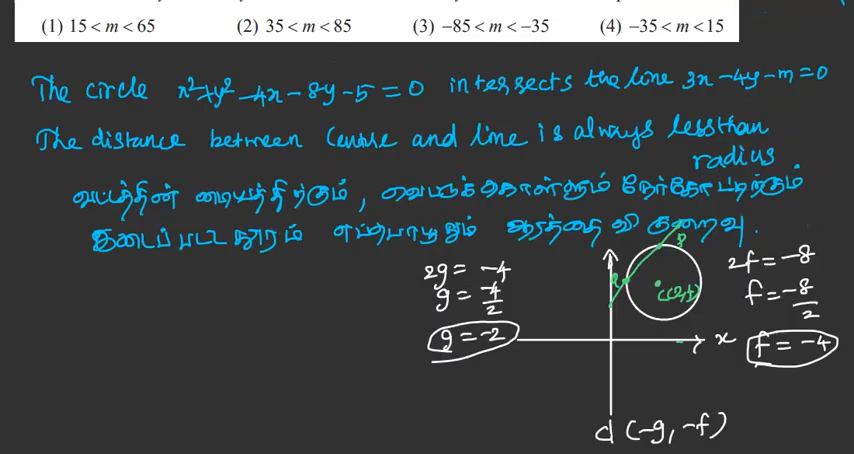 (1) 15 < m < 65 (2) 35 < m < 85 (3) −85 < m < −35 (4) −35 < m < 15
The circle x²+y²-4x-8y-5=0 intersects the line 3x-4y-m=0
The distance between Centre and line is always less than
radius
வட்டத்தின் மையத்திற்கும், வெட்டிக்கொள்ளும் நேர்கோட்டிற்கும்
இடைப்பட்ட தூரம் எப்பொழுதும் ஆரத்தை விட குறைவு.
2g = -4
g = -4/2
g = -2
x
2f = -8
f = -8/2
f = -4
(-g, -f)